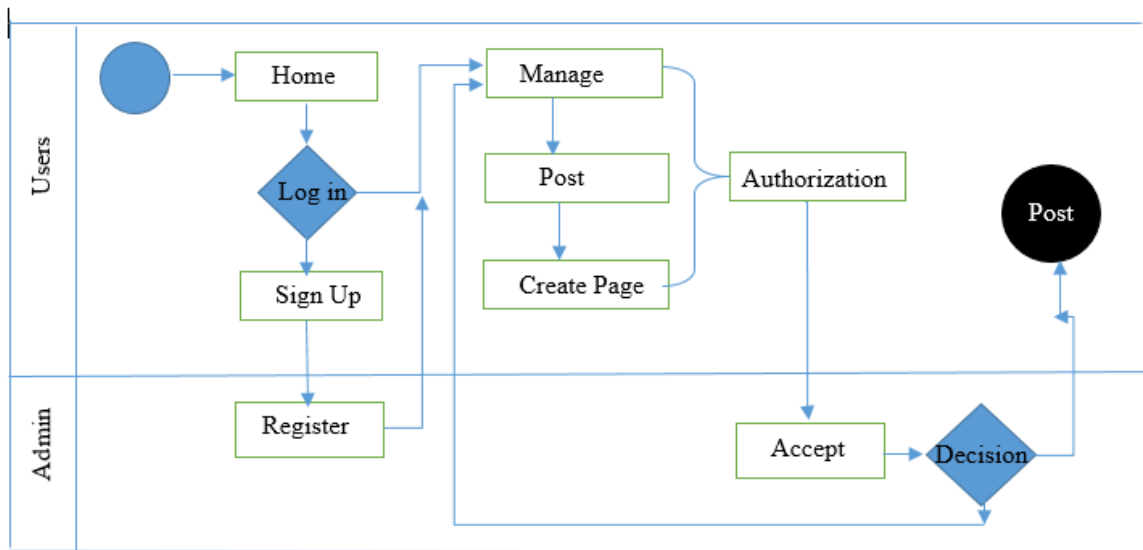 Users
Home
Log in
Sign Up
Manage
Post
Create Page
Authorization
Post
Admin
Register
Accept
Decision